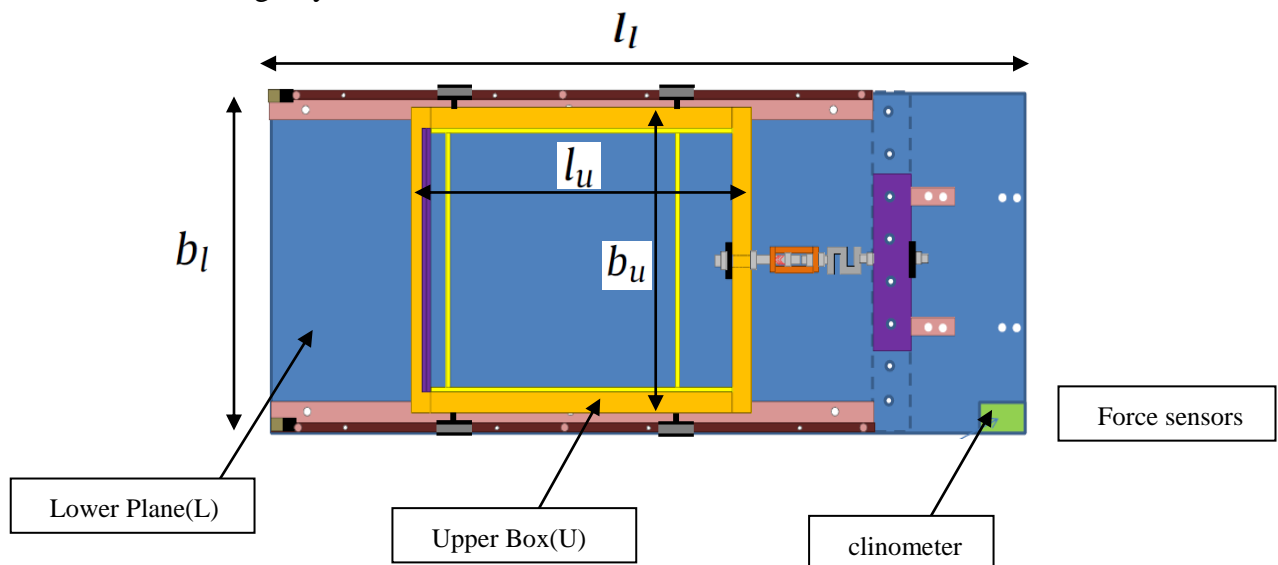 l_l
l_u
b_l
b_u
Force sensors
Lower Plane(L)
Upper Box(U)
clinometer